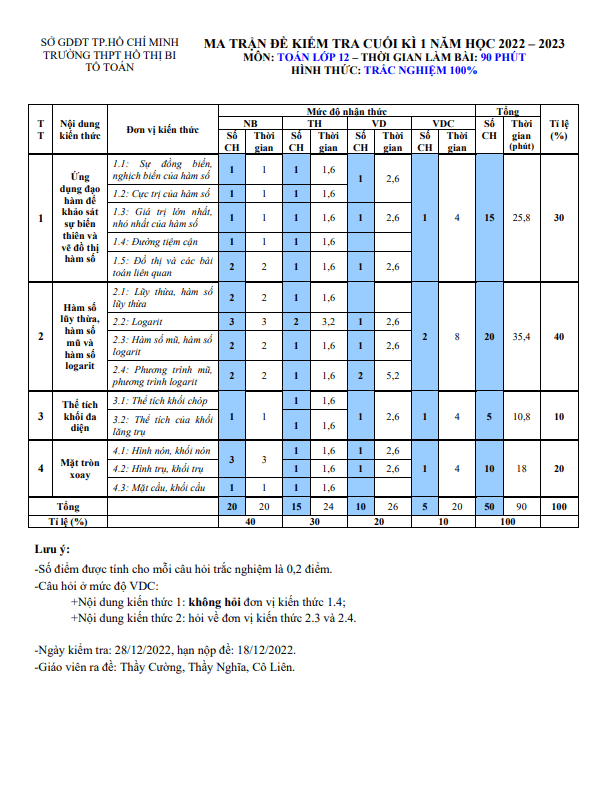 SỞ GDĐT TP.HỒ CHÍ MINH
TRƯỜNG THPT HỒ THỊ BI
TỔ TOÁN
MA TRẬN ĐỀ KIỂM TRA CUỐI KÌ 1 NĂM HỌC 2022 – 2023
MÔN: TOÁN LỚP 12 – THỜI GIAN LÀM BÀI: 90 PHÚT
HÌNH THỨC: TRẮC NGHIỆM 100%
T T Nội dung kiến thức Đơn vị kiến thức Mức độ nhận thức Tổng Tỉ lệ (%)
NB TH VD VDC Số CH Thời gian (phút)
Số CH Thời gian Số CH Thời gian Số CH Thời gian Số CH Thời gian
1 Ứng dụng đạo hàm để khảo sát sự biến thiên và vẽ đồ thị hàm số 1.1: Sự đồng biến, nghịch biến của hàm số 1 1 1 1,6 1 2,6 1 4 15 25,8 30
1.2: Cực trị của hàm số 1 1 1 1,6
1.3: Giá trị lớn nhất, nhỏ nhất của hàm số 1 1 1 1,6 1 2,6
1.4: Đường tiệm cận 1 1 1 1,6
1.5: Đồ thị và các bài toán liên quan 2 2 1 1,6 1 2,6
2 Hàm số lũy thừa, hàm số mũ và hàm số logarit 2.1: Lũy thừa, hàm số lũy thừa 2 2 1 1,6 2 8 20 35,4 40
2.2: Logarit 3 3 2 3,2 1 2,6
2.3: Hàm số mũ, hàm số logarit 2 2 1 1,6 1 2,6
2.4: Phương trình mũ, phương trình logarit 2 2 1 1,6 2 5,2
3 Thể tích khối đa diện 3.1: Thể tích khối chóp 1 1 1 1,6 1 2,6 1 4 5 10,8 10
3.2: Thể tích của khối lăng trụ 1 1,6
4 Mặt tròn xoay 4.1: Hình nón, khối nón 3 3 1 1,6 1 2,6 1 4 10 18 20
4.2: Hình trụ, khối trụ 1 1,6 1 2,6
4.3: Mặt cầu, khối cầu 1 1 1 1,6
Tổng 20 20 15 24 10 26 5 20 50 90 100
Tỉ lệ (%) 40 30 20 10 100
Lưu ý:
-Số điểm được tính cho mỗi câu hỏi trắc nghiệm là 0,2 điểm.
-Câu hỏi ở mức độ VDC:
+Nội dung kiến thức 1: không hỏi đơn vị kiến thức 1.4;
+Nội dung kiến thức 2: hỏi về đơn vị kiến thức 2.3 và 2.4.
-Ngày kiểm tra: 28/12/2022, hạn nộp đề: 18/12/2022.
-Giáo viên ra đề: Thầy Cường, Thầy Nghĩa, Cô Liên.